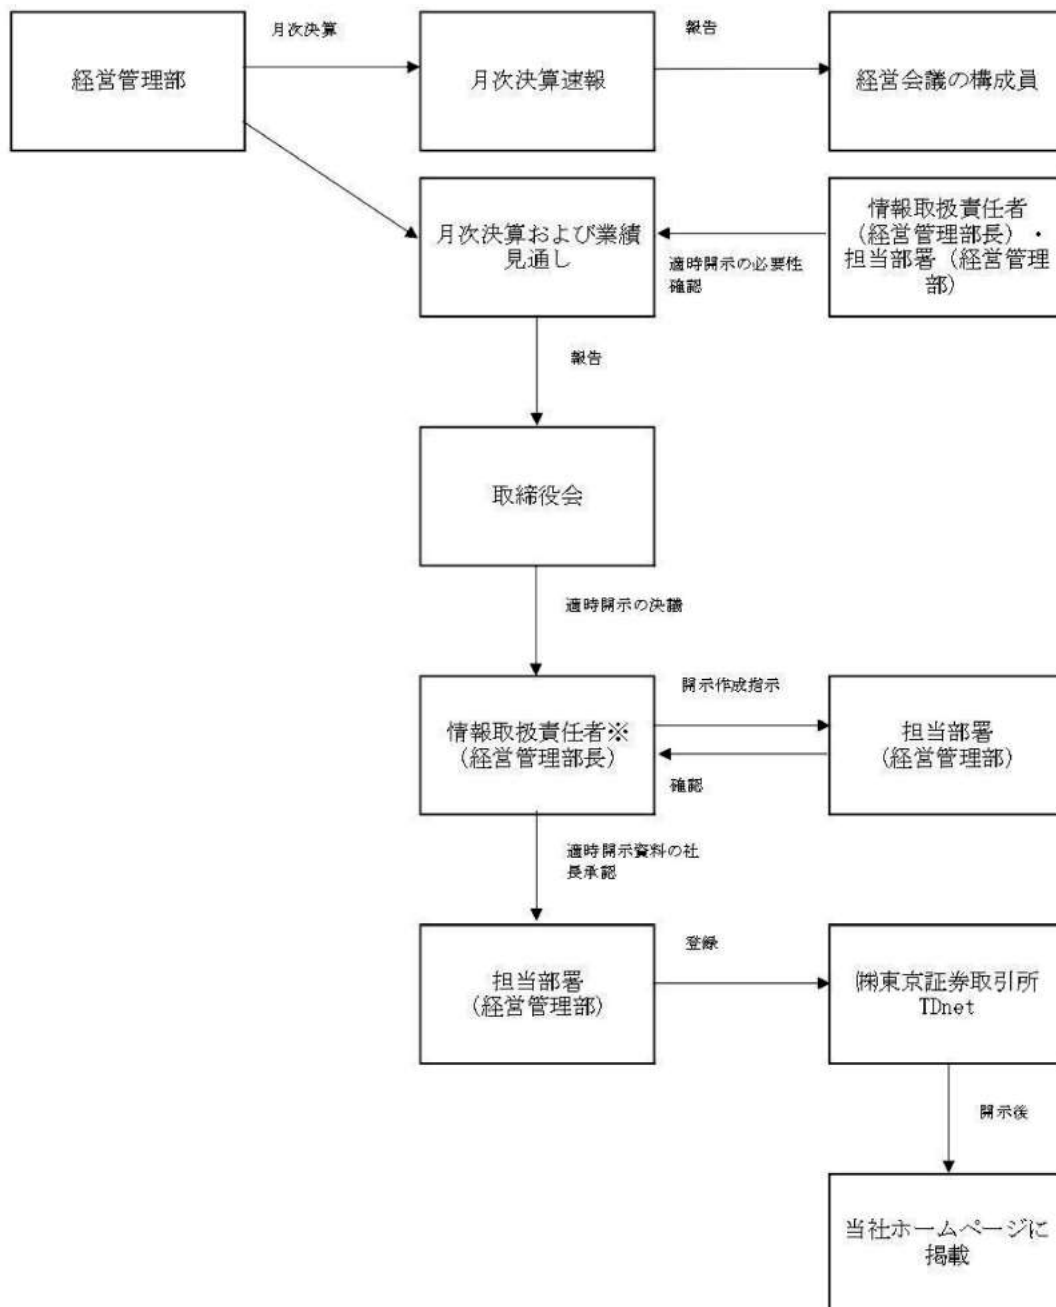 月次決算
報告
経営管理部
月次決算速報
経営会議の構成員
月次決算および業績
見通し
適時開示の必要性
確認
情報取扱責任者
(経営管理部長)・
担当部署(経営管理
部)
報告
取締役会
適時開示の決議
情報取扱責任者※
(経営管理部長)
開示作成指示
確認
担当部署
(経営管理部)
適時開示資料の社
長承認
担当部署
(経営管理部)
登録
㈱東京証券取引所
TDnet
開示後
当社ホームページに
掲載